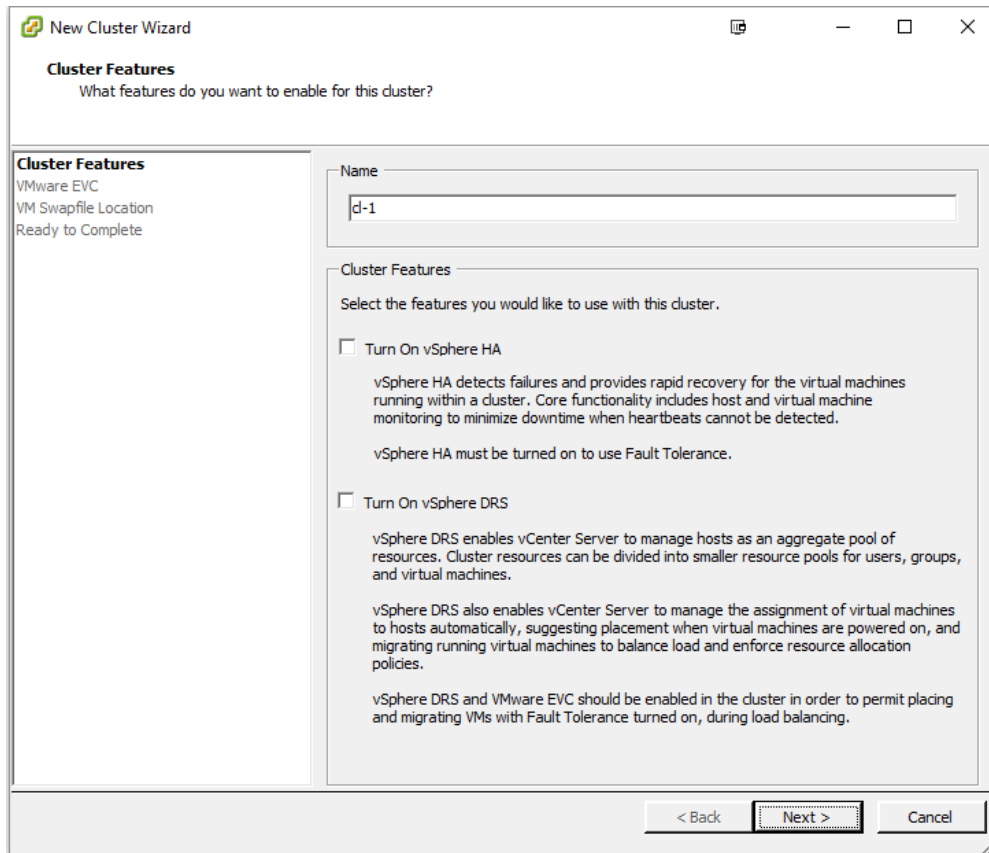 New Cluster Wizard
Cluster Features
What features do you want to enable for this cluster?
Cluster Features
VMware EVC
VM Swapfile Location
Ready to Complete
Name
cl-1
Cluster Features
Select the features you would like to use with this cluster.
Turn On vSphere HA
vSphere HA detects failures and provides rapid recovery for the virtual machines
running within a cluster. Core functionality includes host and virtual machine
monitoring to minimize downtime when heartbeats cannot be detected.
vSphere HA must be turned on to use Fault Tolerance.
Turn On vSphere DRS
vSphere DRS enables vCenter Server to manage hosts as an aggregate pool of
resources. Cluster resources can be divided into smaller resource pools for users, groups,
and virtual machines.
vSphere DRS also enables vCenter Server to manage the assignment of virtual machines
to hosts automatically, suggesting placement when virtual machines are powered on, and
migrating running virtual machines to balance load and enforce resource allocation
policies.
vSphere DRS and VMware EVC should be enabled in the cluster in order to permit placing
and migrating VMs with Fault Tolerance turned on, during load balancing.
< Back
Next >
Cancel